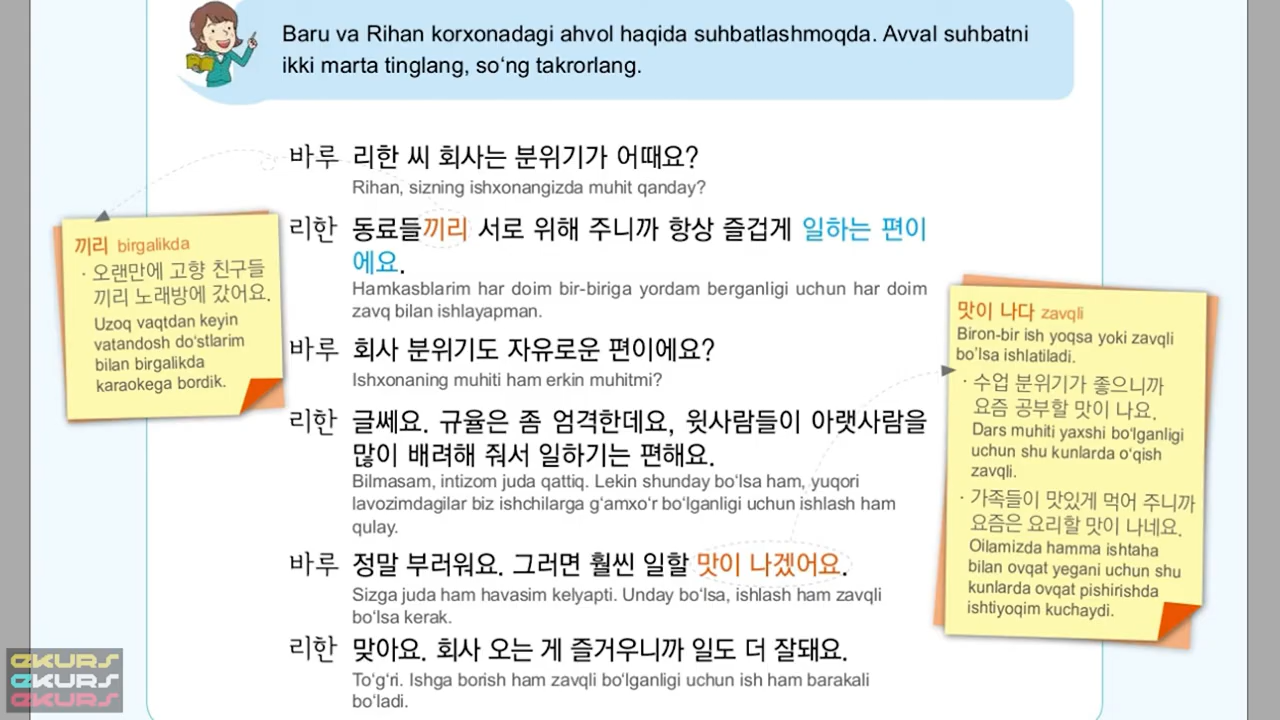 Baru va Rihan korxonadagi ahvol haqida suhbatlashmoqda. Avval suhbatni
ikki marta tinglang, so‘ng takrorlang.
바루 리한 씨 회사는 분위기가 어때요?
Rihan, sizning ishxonangizda muhit qanday?
리한 동료들끼리 서로 위해 주니까 항상 즐겁게 일하는 편이
에요.
Hamkasblarim har doim bir-biriga yordam berganligi uchun har doim
zavq bilan ishlayapman.
바루 회사 분위기도 자유로운 편이에요?
Ishxonaning muhiti ham erkin muhitmi?
리한 글쎄요. 규율은 좀 엄격한데요, 윗사람들이 아랫사람을
많이 배려해 줘서 일하기는 편해요.
Bilmasam, intizom juda qattiq. Lekin shunday bo‘lsa ham, yuqori
lavozimdagilar biz ishchilarga g‘amxo‘r bo‘lganligi uchun ishlash ham
qulay.
바루 정말 부러워요. 그러면 훨씬 일할 맛이 나겠어요.
Sizga juda ham havasim kelyapti. Unday bo‘lsa, ishlash ham zavqli
bo‘lsa kerak.
리한 맞아요. 회사 오는 게 즐거우니까 일도 더 잘돼요.
To‘g‘ri. Ishga borish ham zavqli bo‘lganligi uchun ish ham barakali
bo‘ladi.
끼리 birgalikda
· 오랜만에 고향 친구들
끼리 노래방에 갔어요.
Uzoq vaqtdan keyin
vatandosh do‘stlarim
bilan birgalikda
karaokega bordik.
맛이 나다 zavqli
Biron-bir ish yoqsa yoki zavqli
bo’lsa ishlatiladi.
· 수업 분위기가 좋으니까
요즘 공부할 맛이 나요.
Dars muhiti yaxshi bo‘lganligi
uchun shu kunlarda o‘qish
zavqli.
· 가족들이 맛있게 먹어 주니까
요즘은 요리할 맛이 나네요.
Oilamizda hamma ishtaha
bilan ovqat yegani uchun shu
kunlarda ovqat pishirishda
ishtiyoqim kuchaydi.
eKURS
eKURS
eKURS